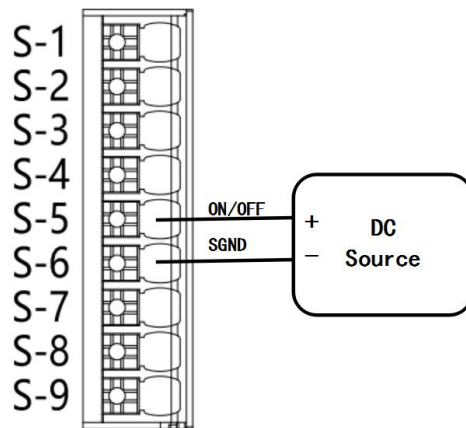 S-1
S-2
S-3
S-4
S-5
ON/OFF
+
DC
S-6
SGND
−
Source
S-7
S-8
S-9